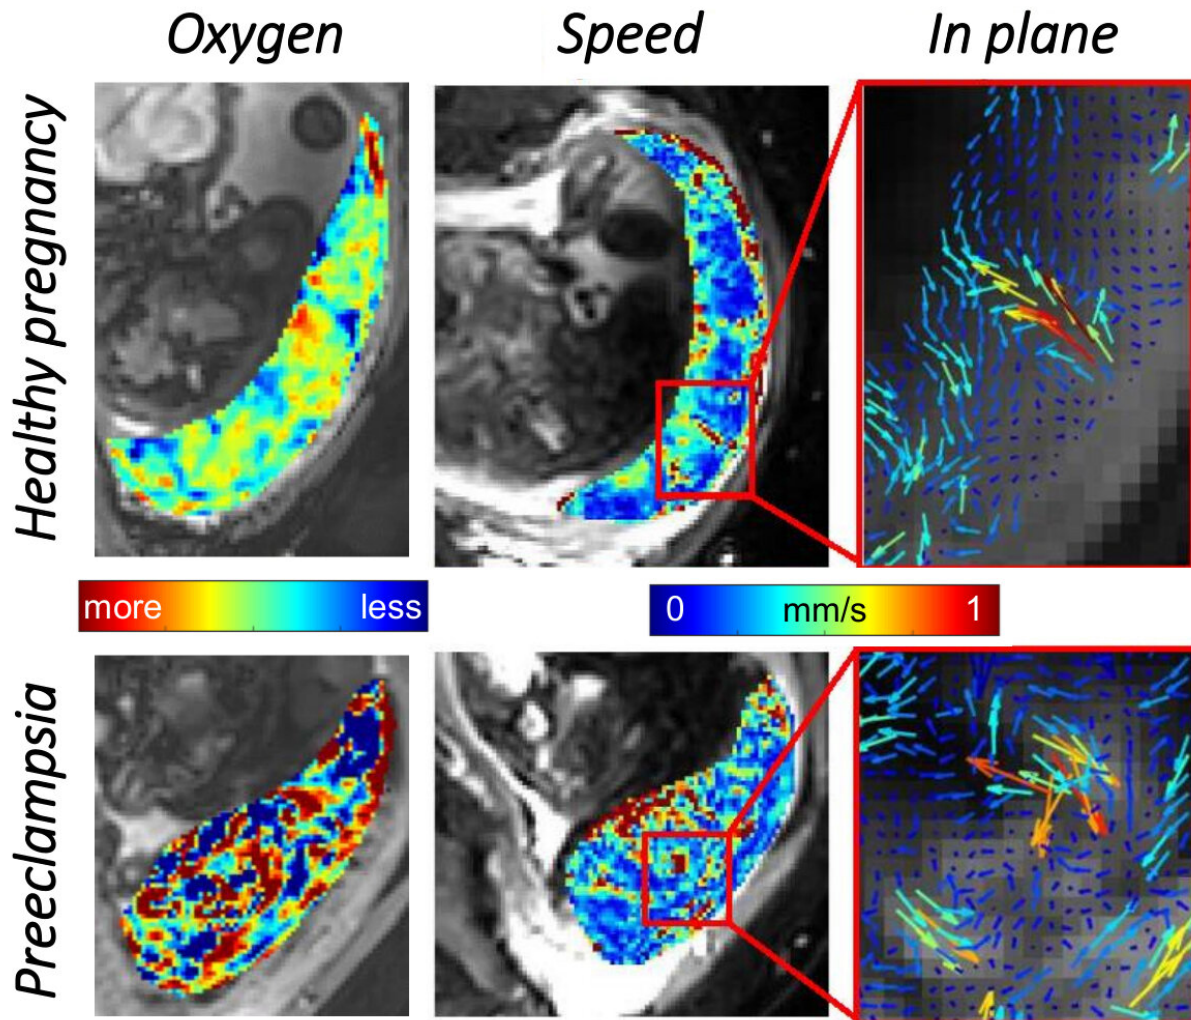 Oxygen
Speed
In plane
Healthy pregnancy
more
less
0
mm/s
1
Preeclampsia